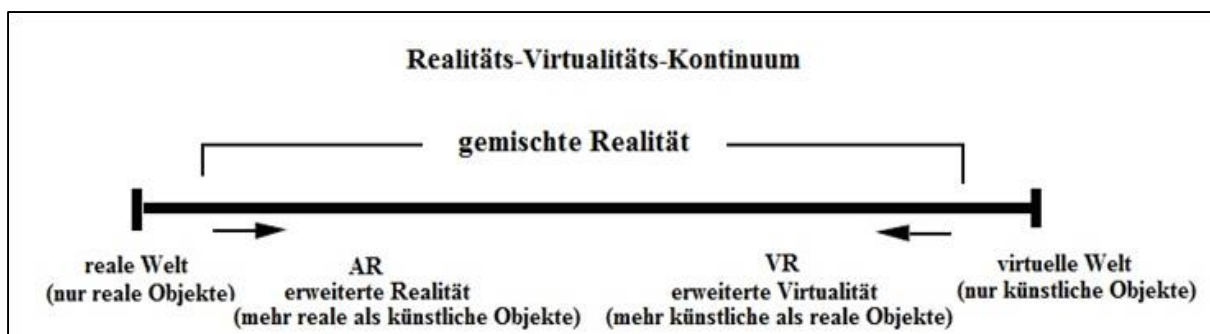 Realitäts-Virtualitäts-Kontinuum
gemischte Realität
reale Welt
(nur reale Objekte)
AR
erweiterte Realität
(mehr reale als künstliche Objekte)
VR
erweiterte Virtualität
(mehr künstliche als reale Objekte)
virtuelle Welt
(nur künstliche Objekte)